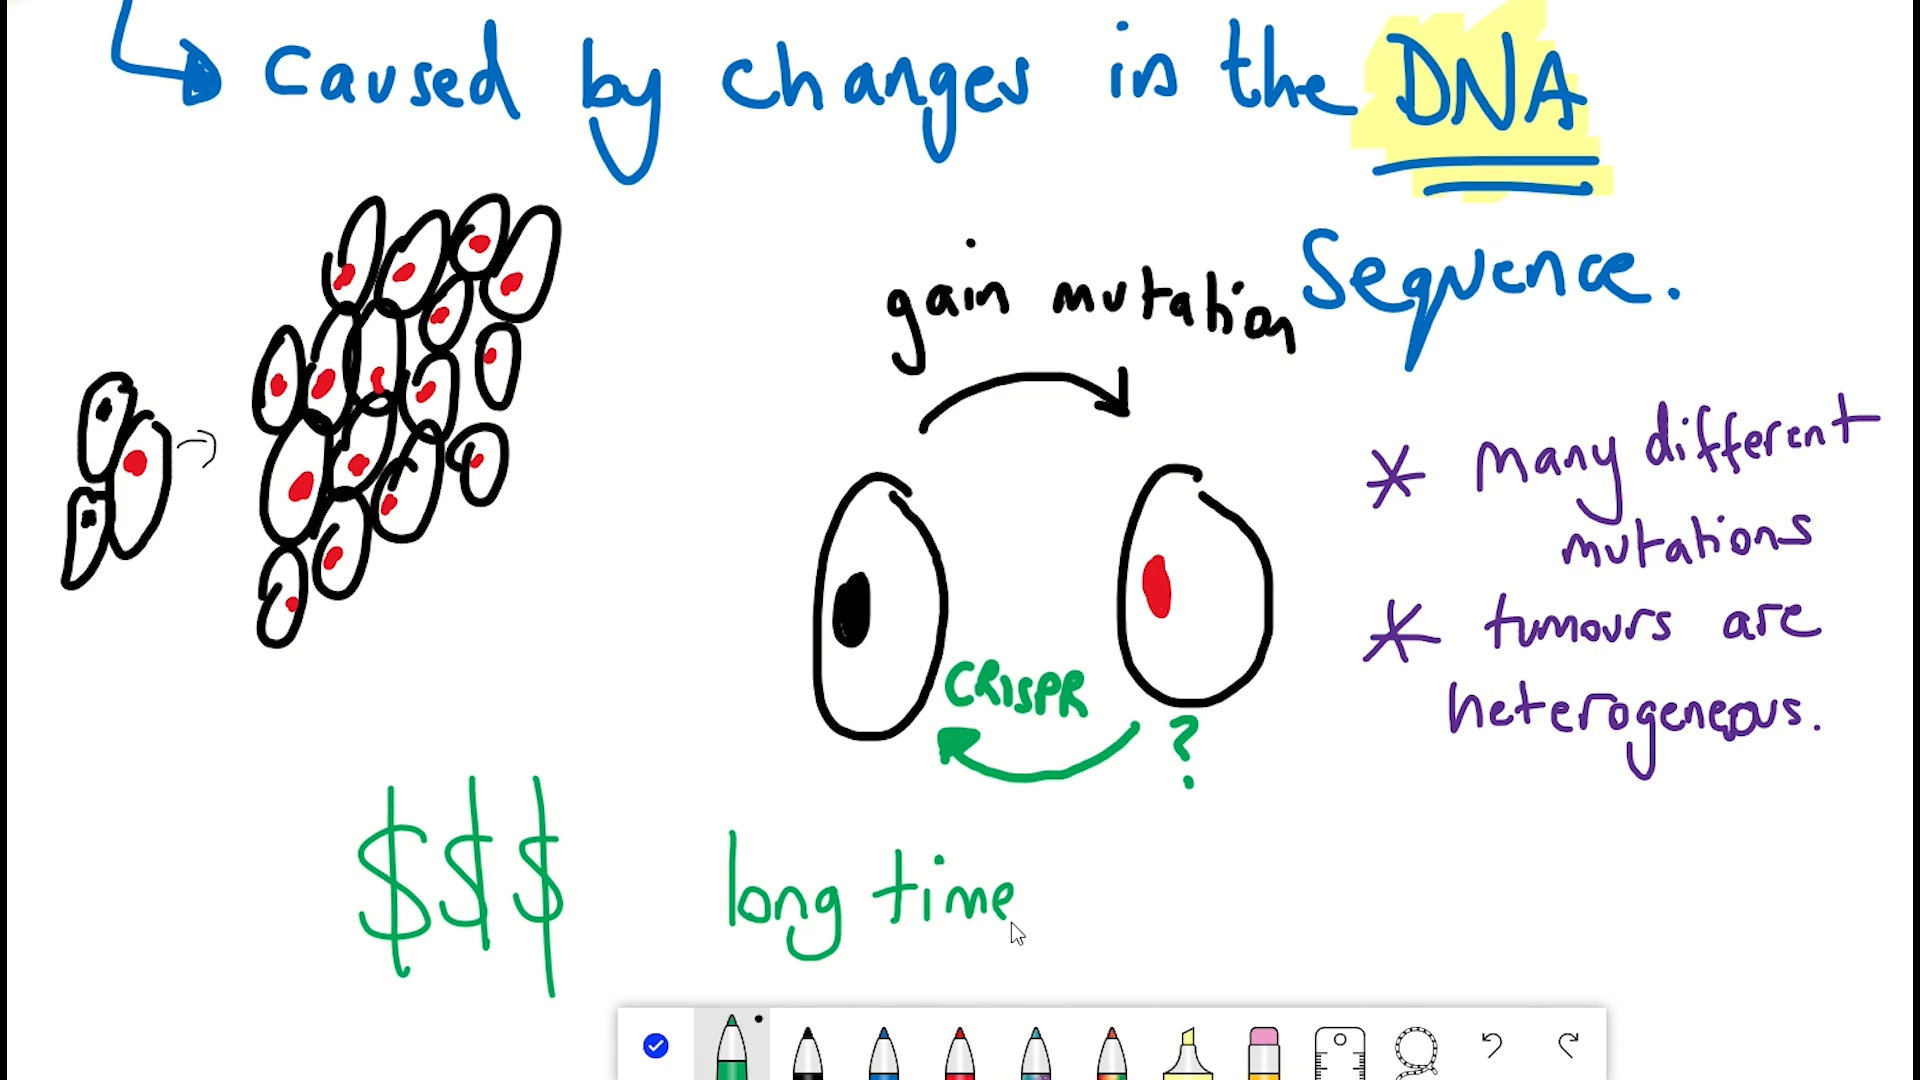 Caused by changes in the DNA
Sequence.
gain mutation
* many different
mutations
* tumours are
heterogeneous.
CRISPR
?
$$$ long time